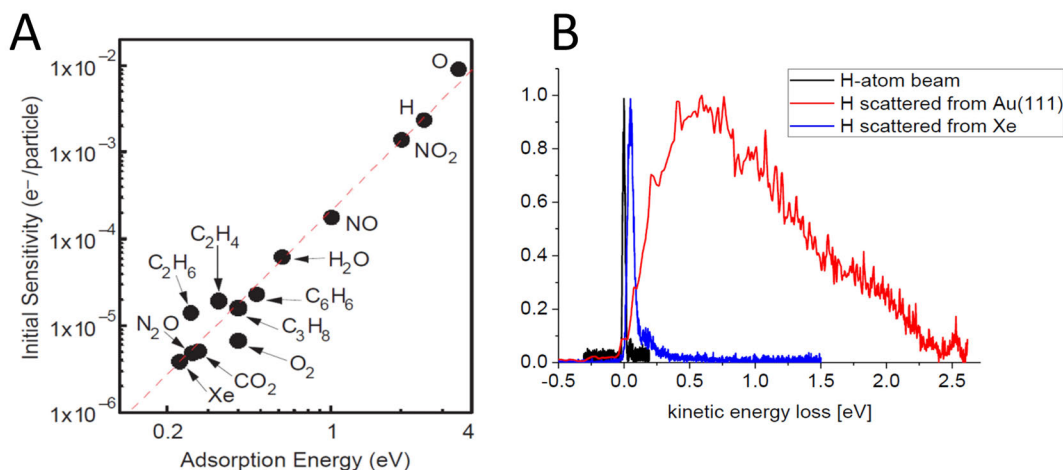 A
Initial Sensitivity (e⁻/particle)
1x10⁻²
1x10⁻³
1x10⁻⁴
1x10⁻⁵
1x10⁻⁶
O
H
NO₂
NO
C₂H₄
H₂O
C₂H₆
C₆H₆
N₂O
C₃H₈
O₂
CO₂
Xe
0.2
1
4
Adsorption Energy (eV)
B
H-atom beam
H scattered from Au(111)
H scattered from Xe
1.0
0.8
0.6
0.4
0.2
0.0
-0.5
0.0
0.5
1.0
1.5
2.0
2.5
kinetic energy loss [eV]